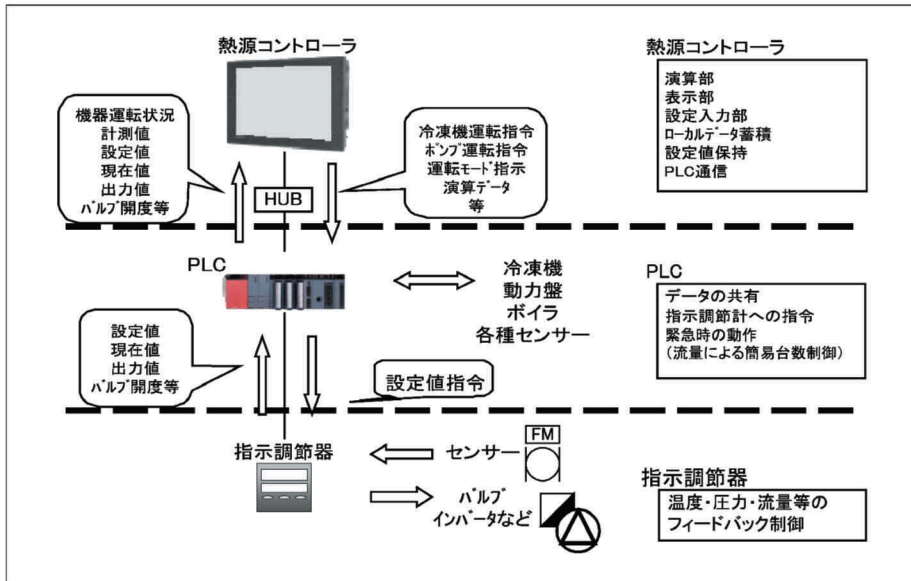 熱源コントローラ
機器運転状況
計測値
設定値
現在値
出力値
バルブ開度等
HUB
冷凍機運転指令
ポンプ運転指令
運転モード指示
演算データ
等
熱源コントローラ
演算部
表示部
設定入力部
ローカルデータ蓄積
設定値保持
PLC通信
PLC
冷凍機
動力盤
ボイラ
各種センサー
PLC
データの共有
指示調節計への指令
緊急時の動作
(流量による簡易台数制御)
設定値
現在値
出力値
バルブ開度等
設定値指令
指示調節器
センサー
FM
バルブ
インバータなど
指示調節器
温度・圧力・流量等の
フィードバック制御